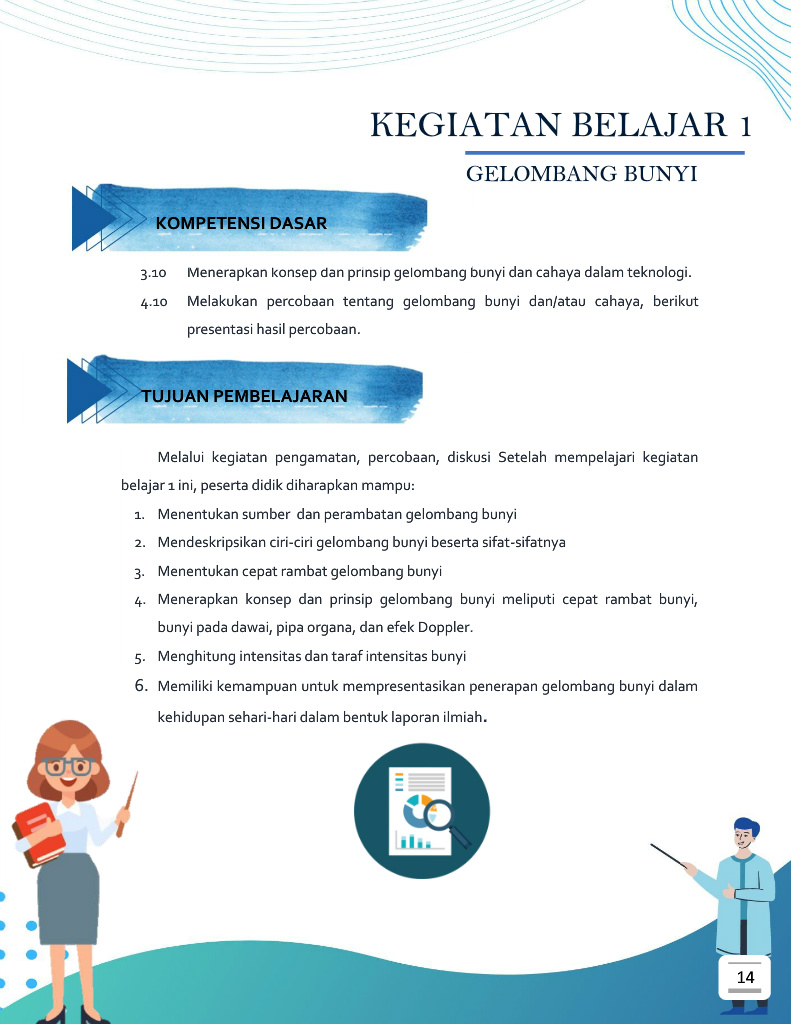 KEGIATAN BELAJAR 1
GELOMBANG BUNYI
KOMPETENSI DASAR
3.10 Menerapkan konsep dan prinsip gelombang bunyi dan cahaya dalam teknologi.
4.10 Melakukan percobaan tentang gelombang bunyi dan/atau cahaya, berikut
presentasi hasil percobaan.
TUJUAN PEMBELAJARAN
Melalui kegiatan pengamatan, percobaan, diskusi Setelah mempelajari kegiatan
belajar 1 ini, peserta didik diharapkan mampu:
1. Menentukan sumber dan perambatan gelombang bunyi
2. Mendeskripsikan ciri-ciri gelombang bunyi beserta sifat-sifatnya
3. Menentukan cepat rambat gelombang bunyi
4. Menerapkan konsep dan prinsip gelombang bunyi meliputi cepat rambat bunyi,
bunyi pada dawai, pipa organa, dan efek Doppler.
5. Menghitung intensitas dan taraf intensitas bunyi
6. Memiliki kemampuan untuk mempresentasikan penerapan gelombang bunyi dalam
kehidupan sehari-hari dalam bentuk laporan ilmiah.
14